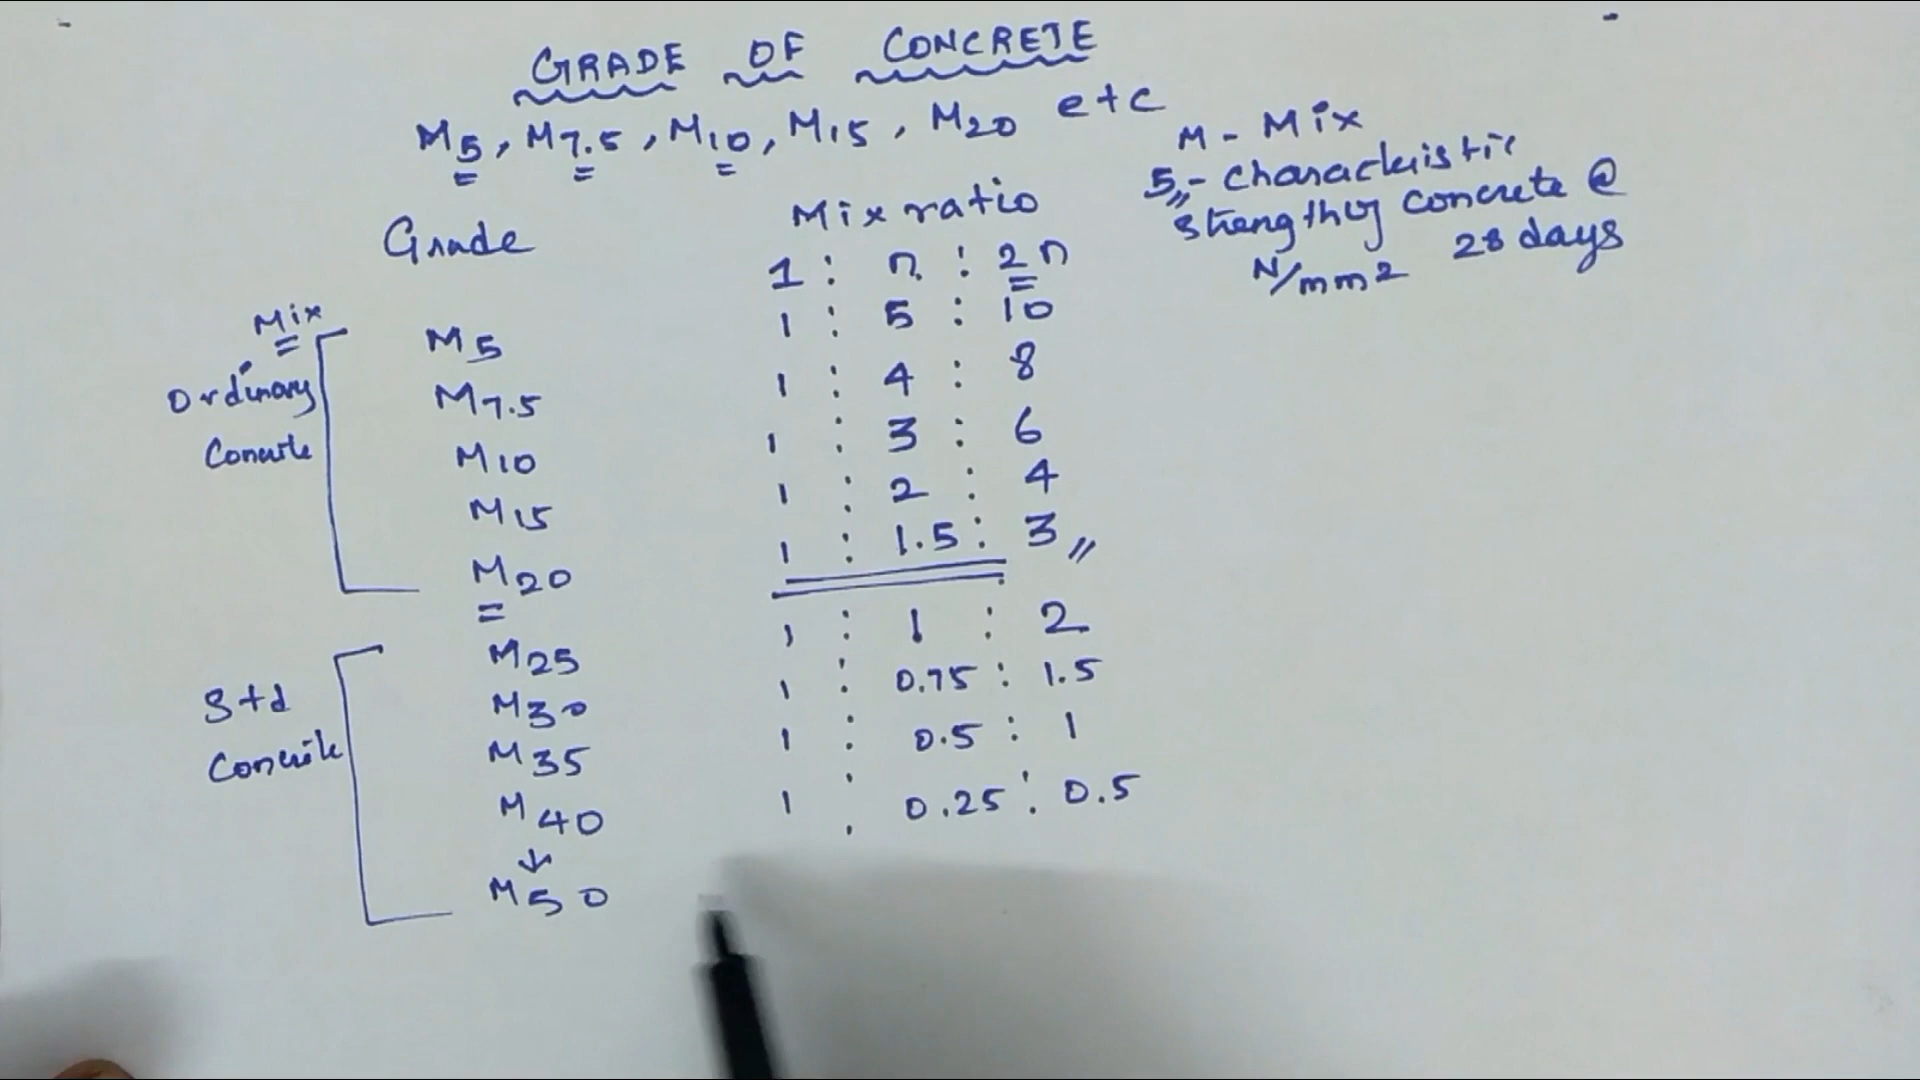 GRADE OF CONCRETE
M5, M7.5, M10, M15, M20 etc
M - Mix
5,, - characteristic
strength of concrete @
28 days
N/mm2
Grade
Mix ratio
1 : n : 2n
Mix
Ordinary
Concrete
M5 1 : 5 : 10
M7.5 1 : 4 : 8
M10 1 : 3 : 6
M15 1 : 2 : 4
M20 1 : 1.5 : 3,,
Std
Concrete
M25 1 : 1 : 2
M30 1 : 0.75 : 1.5
M35 1 : 0.5 : 1
M40 1 : 0.25 : 0.5
↓
M50